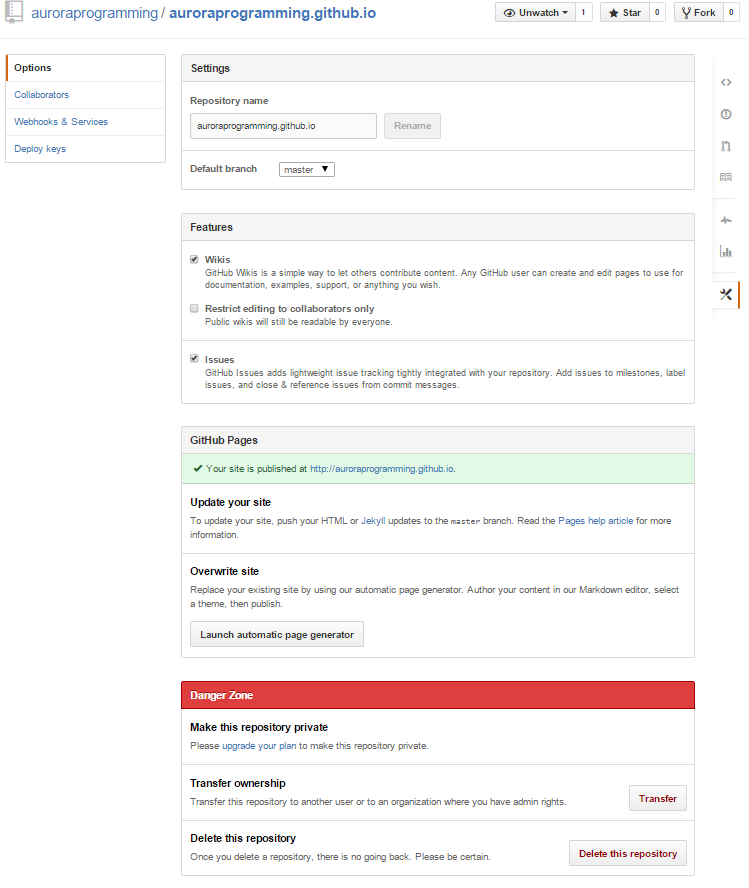 auroraprogramming / auroraprogramming.github.io
Unwatch 1 Star 0 Fork 0
Options
Collaborators
Webhooks & Services
Deploy keys
Settings
Repository name
auroraprogramming.github.io Rename
Default branch master
Features
Wikis
GitHub Wikis is a simple way to let others contribute content. Any GitHub user can create and edit pages to use for
documentation, examples, support, or anything you wish.
Restrict editing to collaborators only
Public wikis will still be readable by everyone.
Issues
GitHub Issues adds lightweight issue tracking tightly integrated with your repository. Add issues to milestones, label
issues, and close & reference issues from commit messages.
GitHub Pages
Your site is published at http://auroraprogramming.github.io.
Update your site
To update your site, push your HTML or Jekyll updates to the master branch. Read the Pages help article for more
information.
Overwrite site
Replace your existing site by using our automatic page generator. Author your content in our Markdown editor, select
a theme, then publish.
Launch automatic page generator
Danger Zone
Make this repository private
Please upgrade your plan to make this repository private.
Transfer ownership
Transfer this repository to another user or to an organization where you have admin rights.
Transfer
Delete this repository
Once you delete a repository, there is no going back. Please be certain.
Delete this repository